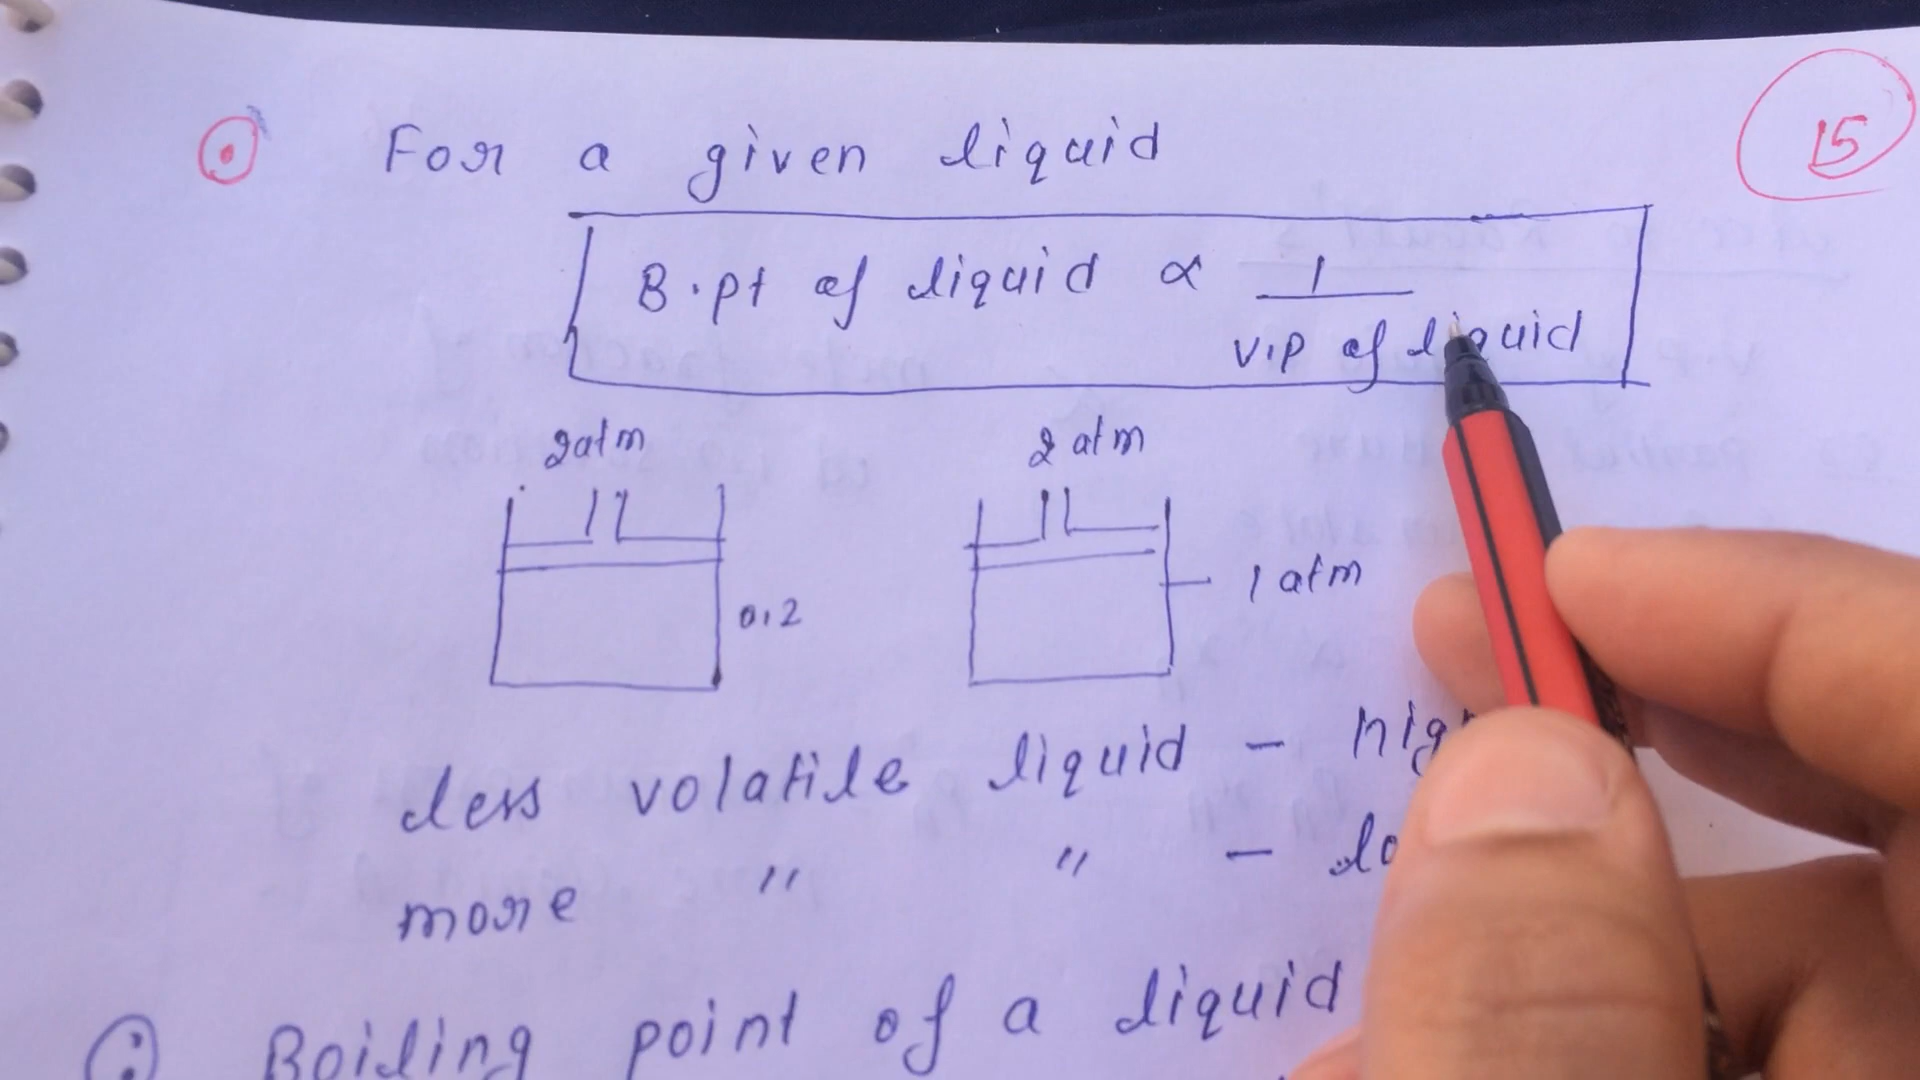 15
For a given liquid
B.pt of liquid ∝ 1
V.P of liquid
2atm 2 atm
0.2 1 atm
less volatile liquid -
more " " -
Boiling point of a liquid